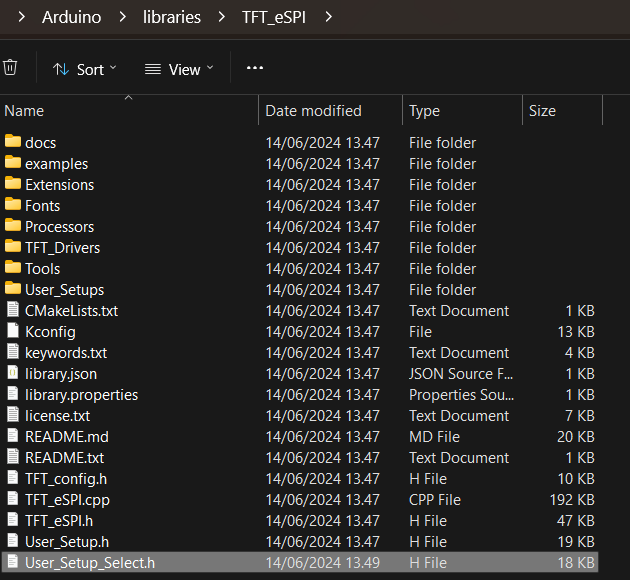 Arduino libraries TFT_eSPI
Sort View
Name Date modified Type Size
docs 14/06/2024 13.47 File folder
examples 14/06/2024 13.47 File folder
Extensions 14/06/2024 13.47 File folder
Fonts 14/06/2024 13.47 File folder
Processors 14/06/2024 13.47 File folder
TFT_Drivers 14/06/2024 13.47 File folder
Tools 14/06/2024 13.47 File folder
User_Setups 14/06/2024 13.47 File folder
CMakeLists.txt 14/06/2024 13.47 Text Document 1 KB
Kconfig 14/06/2024 13.47 File 13 KB
keywords.txt 14/06/2024 13.47 Text Document 4 KB
library.json 14/06/2024 13.47 JSON Source F... 1 KB
library.properties 14/06/2024 13.47 Properties Sou... 1 KB
license.txt 14/06/2024 13.47 Text Document 7 KB
README.md 14/06/2024 13.47 MD File 20 KB
README.txt 14/06/2024 13.47 Text Document 1 KB
TFT_config.h 14/06/2024 13.47 H File 10 KB
TFT_eSPI.cpp 14/06/2024 13.47 CPP File 192 KB
TFT_eSPI.h 14/06/2024 13.47 H File 47 KB
User_Setup.h 14/06/2024 13.47 H File 19 KB
User_Setup_Select.h 14/06/2024 13.49 H File 18 KB